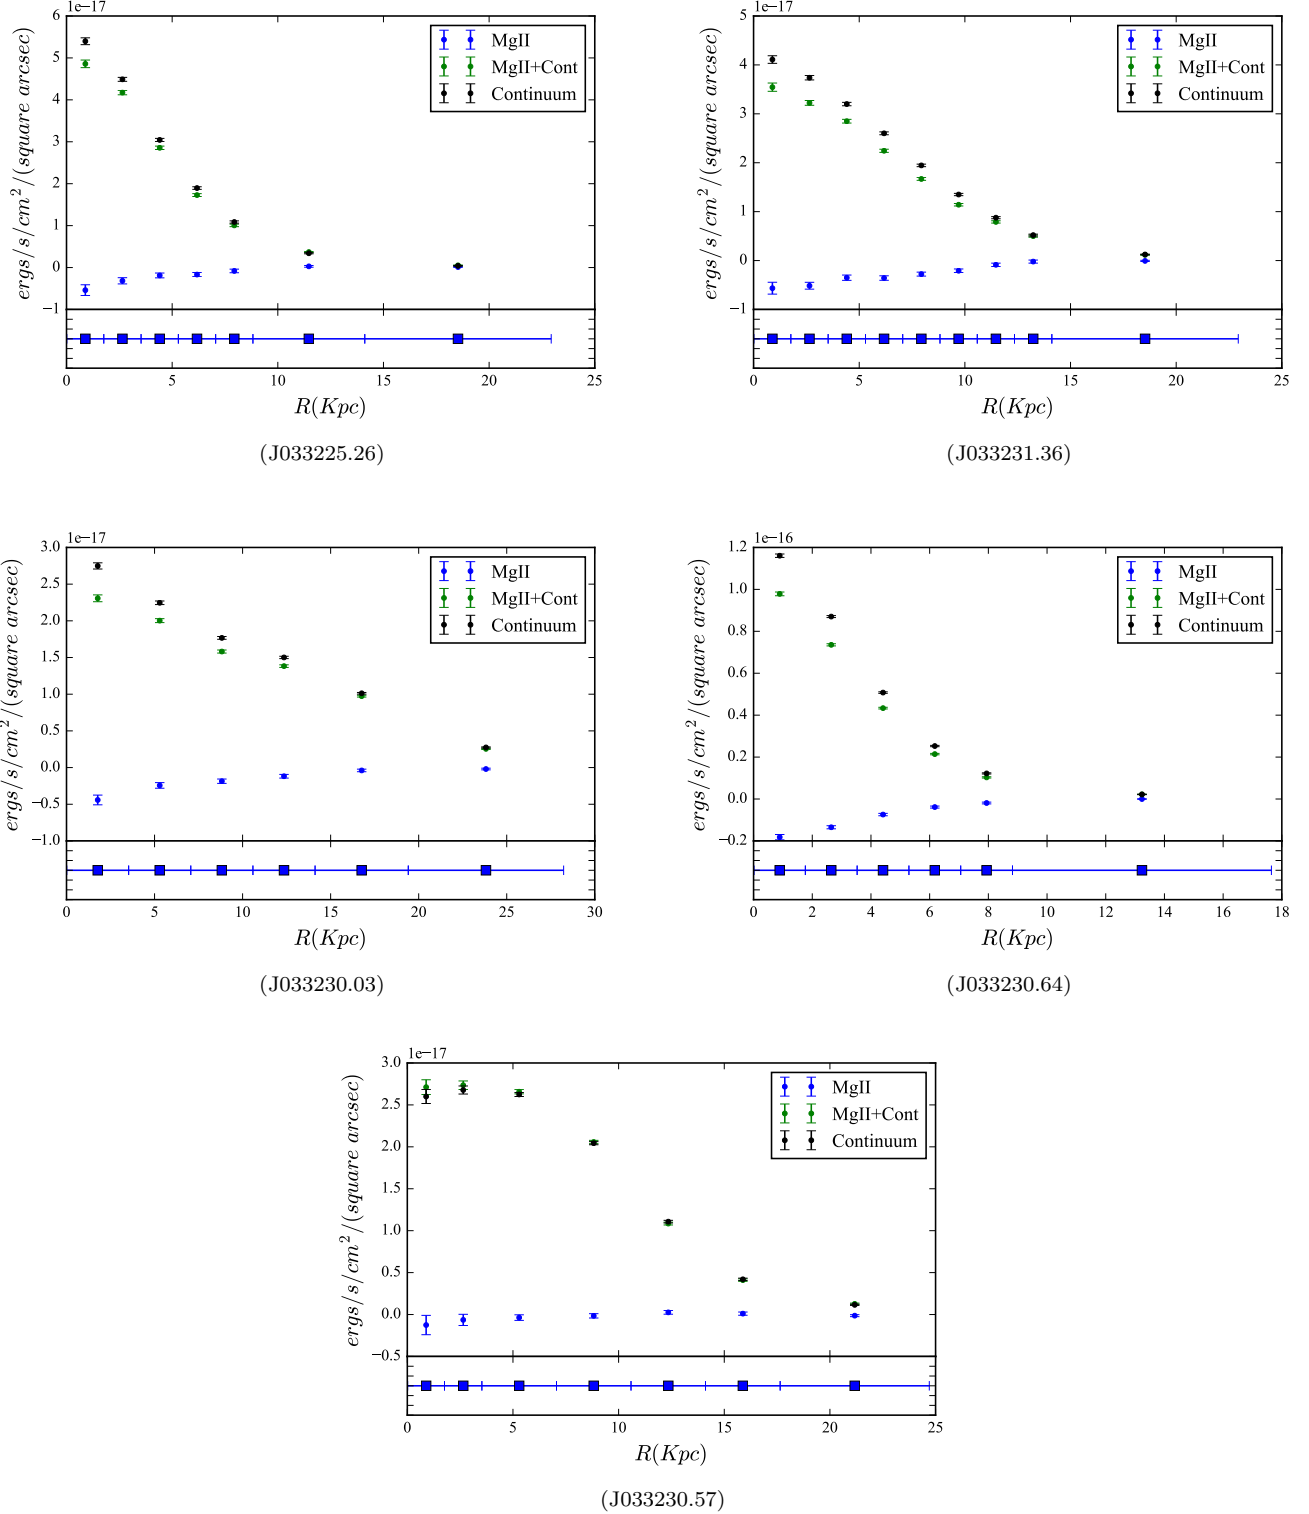 1e−17
6
5
4
3
2
1
0
−1
ergs/s/cm²/(square arcsec)
MgII
MgII+Cont
Continuum
0 5 10 15 20 25
R(Kpc)
(J033225.26)
1e−17
5
4
3
2
1
0
−1
ergs/s/cm²/(square arcsec)
MgII
MgII+Cont
Continuum
0 5 10 15 20 25
R(Kpc)
(J033231.36)
1e−17
3.0
2.5
2.0
1.5
1.0
0.5
0.0
−0.5
−1.0
ergs/s/cm²/(square arcsec)
MgII
MgII+Cont
Continuum
0 5 10 15 20 25 30
R(Kpc)
(J033230.03)
1e−16
1.2
1.0
0.8
0.6
0.4
0.2
0.0
−0.2
ergs/s/cm²/(square arcsec)
MgII
MgII+Cont
Continuum
0 2 4 6 8 10 12 14 16 18
R(Kpc)
(J033230.64)
1e−17
3.0
2.5
2.0
1.5
1.0
0.5
0.0
−0.5
ergs/s/cm²/(square arcsec)
MgII
MgII+Cont
Continuum
0 5 10 15 20 25
R(Kpc)
(J033230.57)